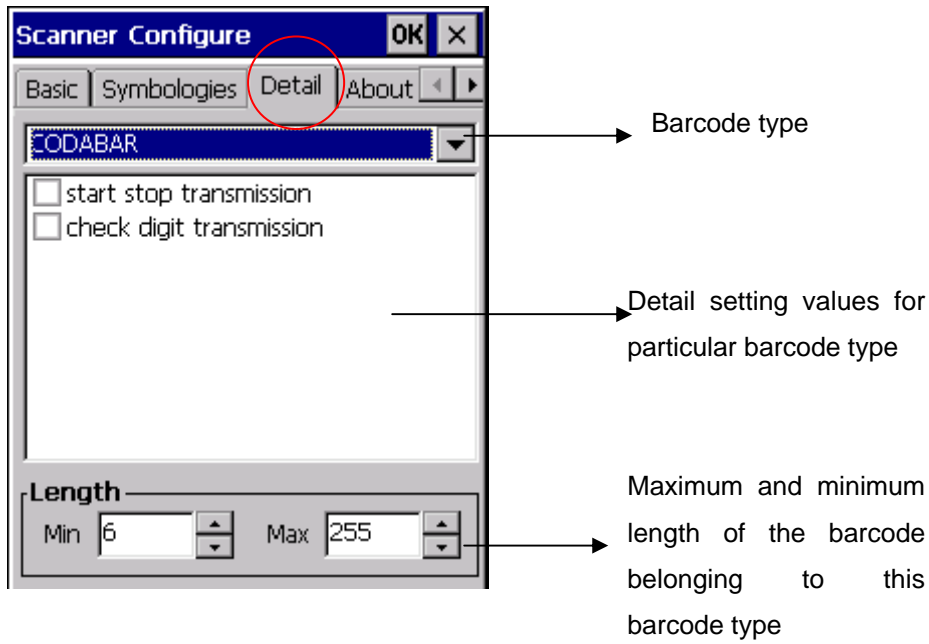 Scanner Configure OK ×
Basic Symbologies Detail About
CODABAR
start stop transmission
check digit transmission
Length
Min 6 Max 255
Barcode type
Detail setting values for
particular barcode type
Maximum and minimum
length of the barcode
belonging to this
barcode type